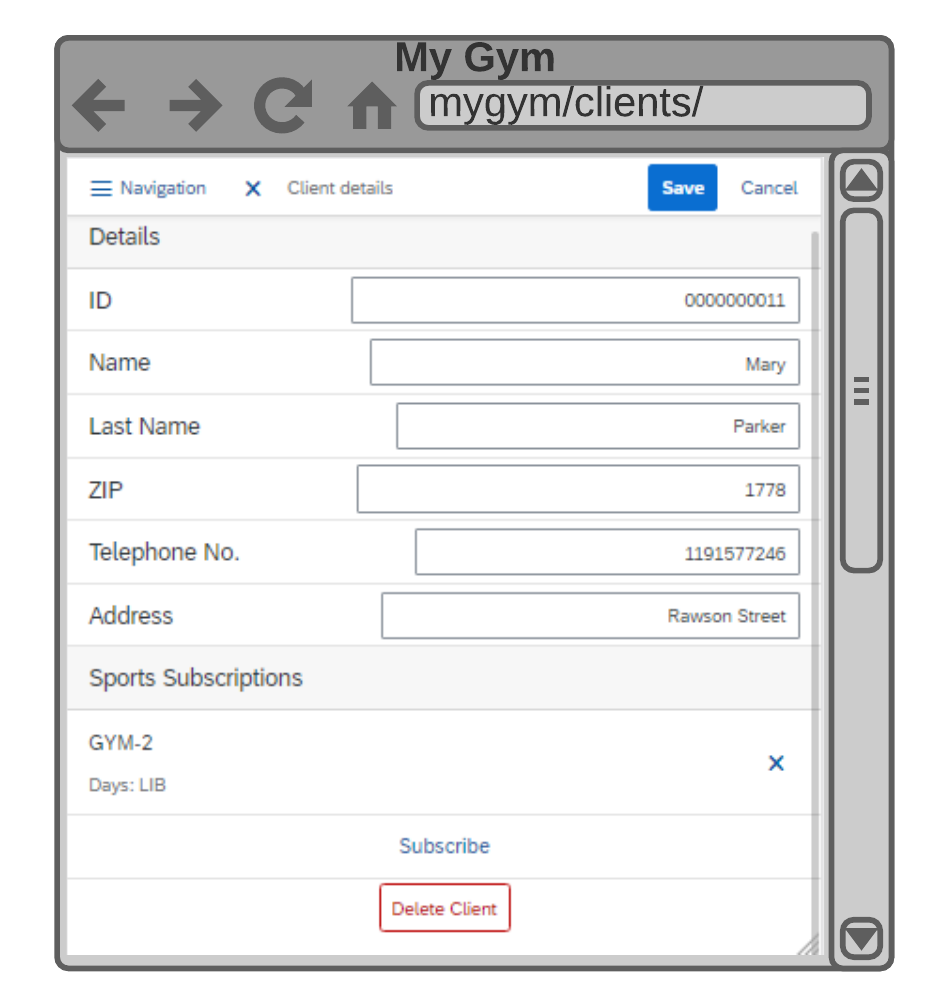 My Gym
mygym/clients/
Navigation Client details Save Cancel
Details
ID 0000000011
Name Mary
Last Name Parker
ZIP 1778
Telephone No. 1191577246
Address Rawson Street
Sports Subscriptions
GYM-2
Days: LIB
Subscribe
Delete Client